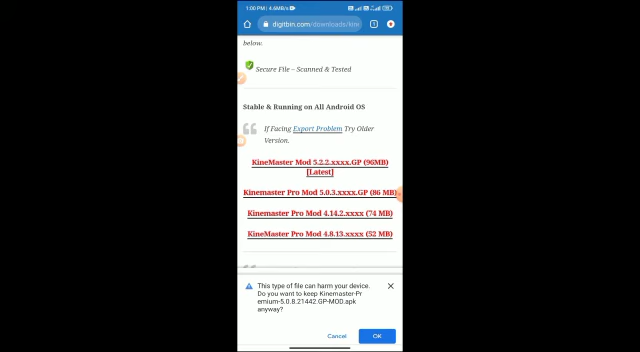 1:00 PM | 4.6MB/s
digitbin.com/downloads/kine
1
below.
Secure File – Scanned & Tested
Stable & Running on All Android OS
If Facing Export Problem Try Older
Version.
KineMaster Mod 5.2.2.xxxx.GP (96MB)
[Latest]
Kinemaster Pro Mod 5.0.3.xxxx.GP (86 MB)
Kinemaster Pro Mod 4.14.2.xxxx (74 MB)
KineMaster Pro Mod 4.8.13.xxxx (52 MB)
This type of file can harm your device.
Do you want to keep Kinemaster-Pr
emium-5.0.8.21442.GP-MOD.apk
anyway?
Cancel
OK